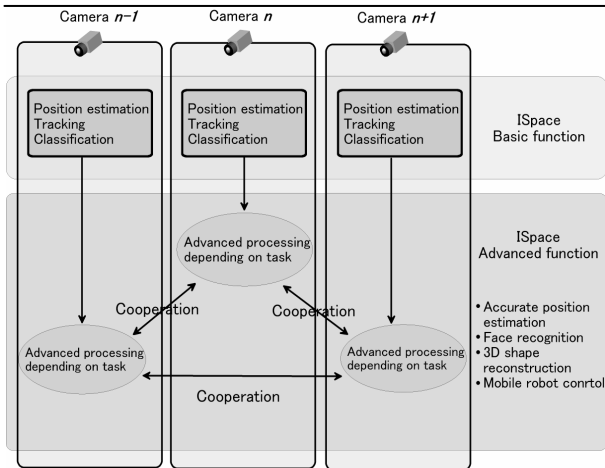 Camera n-1
Camera n
Camera n+1
Position estimation
Tracking
Classification
Position estimation
Tracking
Classification
Position estimation
Tracking
Classification
ISpace
Basic function
Advanced processing
depending on task
ISpace
Advanced function
Cooperation
Cooperation
• Accurate position
estimation
• Face recognition
• 3D shape
reconstruction
• Mobile robot conrtol
Advanced processing
depending on task
Advanced processing
depending on task
Cooperation